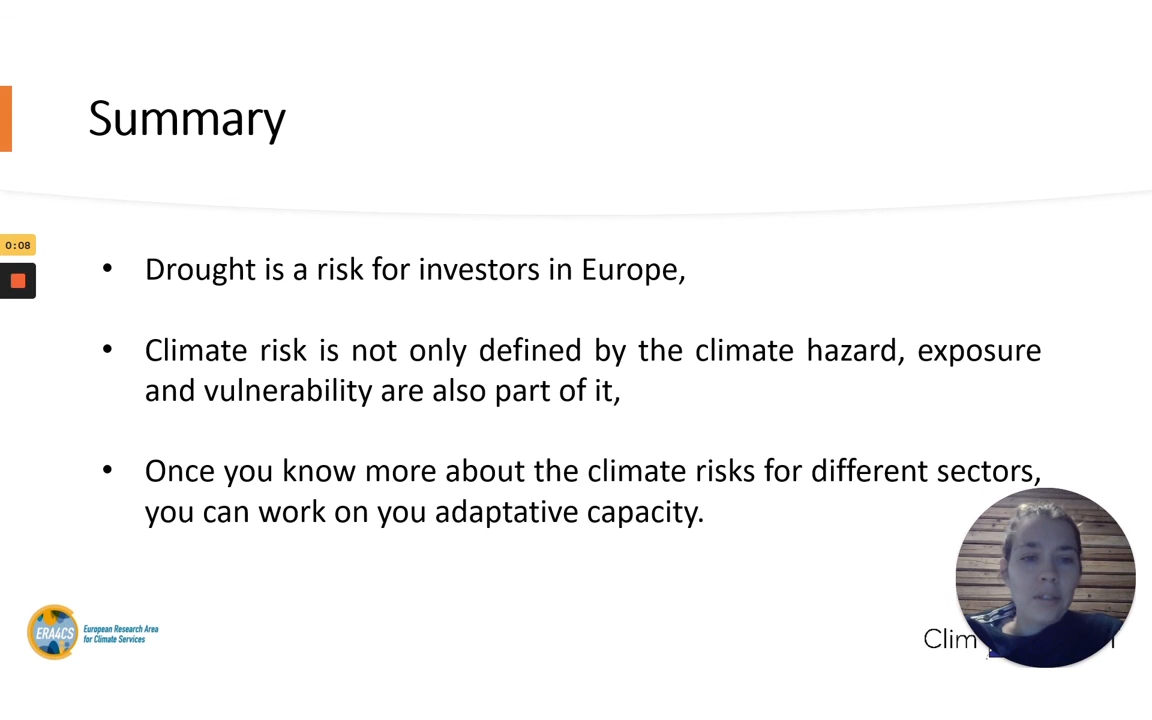 Summary
0:08
• Drought is a risk for investors in Europe,
• Climate risk is not only defined by the climate hazard, exposure
and vulnerability are also part of it,
• Once you know more about the climate risks for different sectors,
you can work on you adaptative capacity.
ERA4CS
European Research Area
for Climate Services